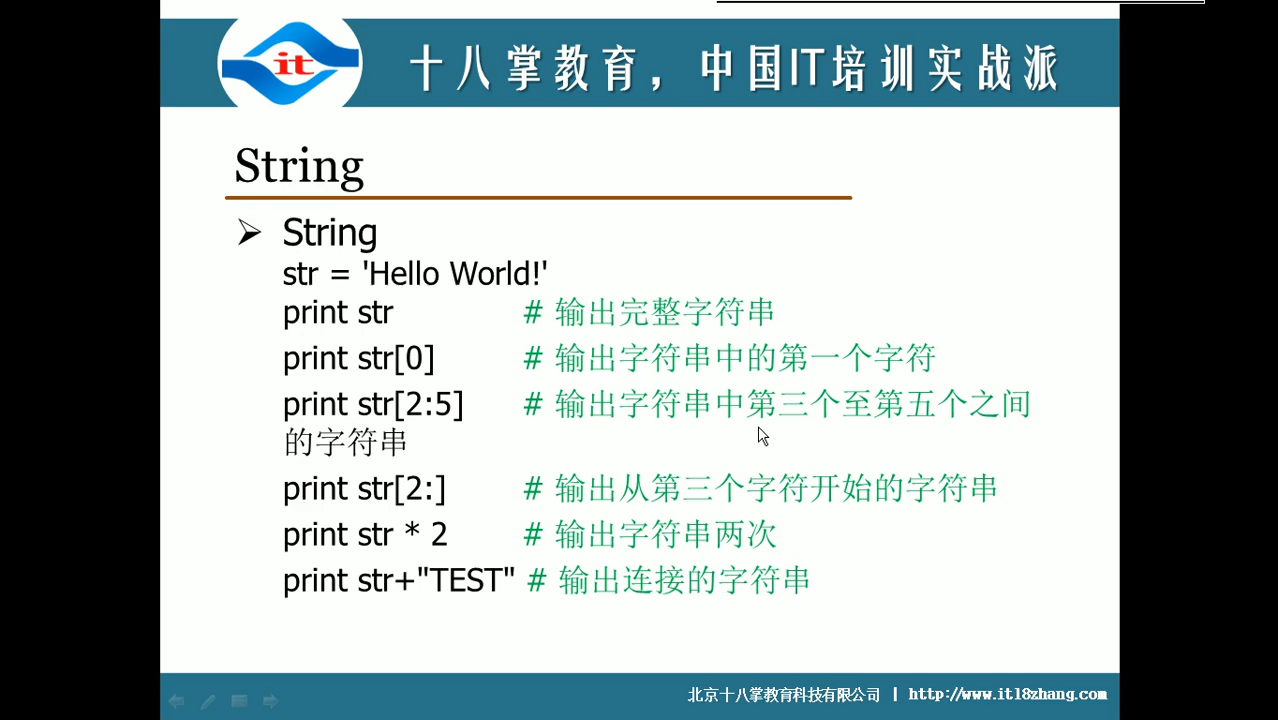 it
十八掌教育，中国IT培训实战派
String
String
str = 'Hello World!'
print str # 输出完整字符串
print str[0] # 输出字符串中的第一个字符
print str[2:5] # 输出字符串中第三个至第五个之间
的字符串
print str[2:] # 输出从第三个字符开始的字符串
print str * 2 # 输出字符串两次
print str+"TEST" # 输出连接的字符串
北京十八掌教育科技有限公司 | http://www.it18zhang.com